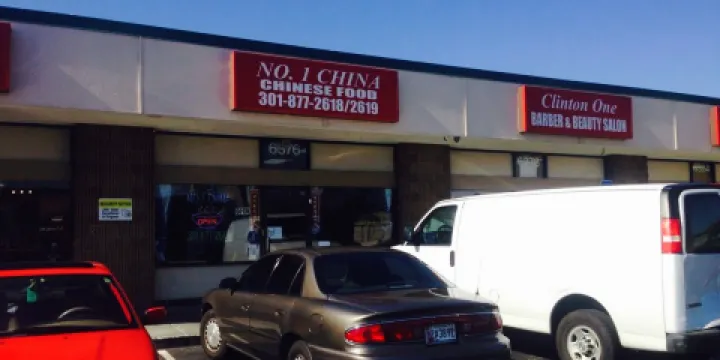 NO. 1 CHINA
CHINESE FOOD
301-877-2618/2619
Clinton One
BARBER & BEAUTY SALON
6576
OPEN